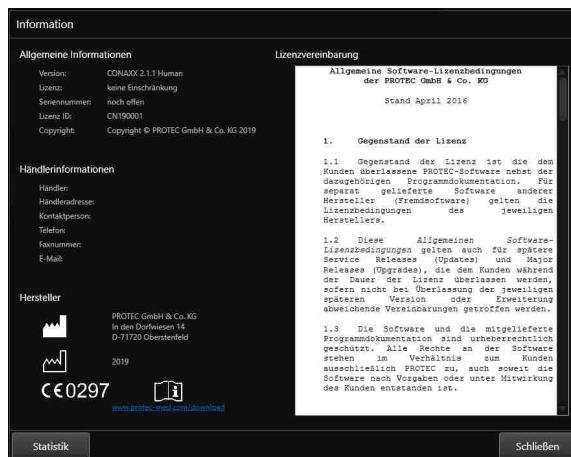 Information
Allgemeine Informationen
Version: CONAXX 2.1.1 Human
Lizenz: keine Einschränkung
Seriennummer: noch offen
Lizenz ID: CN190001
Copyright: Copyright © PROTEC GmbH & Co. KG 2019
Händlerinformationen
Händler:
Händleradresse:
Kontaktperson:
Telefon:
Faxnummer:
E-Mail:
Hersteller
PROTEC GmbH & Co. KG
In den Dorfwiesen 14
D-71720 Oberstenfeld
2019
CE 0297
www.protec-med.com/download
Lizenzvereinbarung
Allgemeine Software-Lizenzbedingungen
der PROTEC GmbH & Co. KG
Stand April 2016
1. Gegenstand der Lizenz
1.1 Gegenstand der Lizenz ist die dem
Kunden überlassene PROTEC-Software nebst der
dazugehörigen Programmdokumentation. Für
separat gelieferte Software anderer
Hersteller (Fremdsoftware) gelten die
Lizenzbedingungen des jeweiligen
Herstellers.
1.2 Diese Allgemeinen Software-
Lizenzbedingungen gelten auch für spätere
Service Releases (Updates) und Major
Releases (Upgrades), die dem Kunden während
der Dauer der Lizenz überlassen werden,
sofern nicht bei Überlassung der jeweiligen
späteren Version oder Erweiterung
abweichende Vereinbarungen getroffen werden.
1.3 Die Software und die mitgelieferte
Programmdokumentation sind urheberrechtlich
geschützt. Alle Rechte an der Software
stehen im Verhältnis zum Kunden
ausschließlich PROTEC zu, auch soweit die
Software nach Vorgaben oder unter Mitwirkung
des Kunden entstanden ist.
Statistik
Schließen